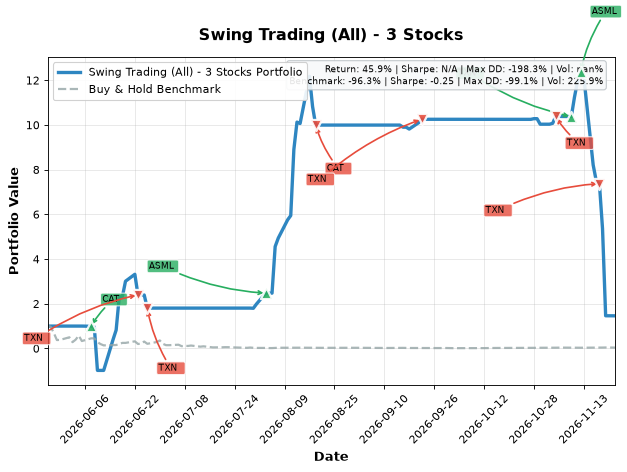 Swing Trading (All) - 3 Stocks
ASML
Swing Trading (All) - 3 Stocks Portfolio
Buy & Hold Benchmark
Return: 45.9% | Sharpe: N/A | Max DD: -198.3% | Vol: nan%
Benchmark: -96.3% | Sharpe: -0.25 | Max DD: -99.1% | Vol: 225.9%
TXN
CAT
TXN
TXN
ASML
CAT
TXN
TXN
Portfolio Value
12
10
8
6
4
2
0
2026-06-06
2026-06-22
2026-07-08
2026-07-24
2026-08-09
2026-08-25
2026-09-10
2026-09-26
2026-10-12
2026-10-28
2026-11-13
Date